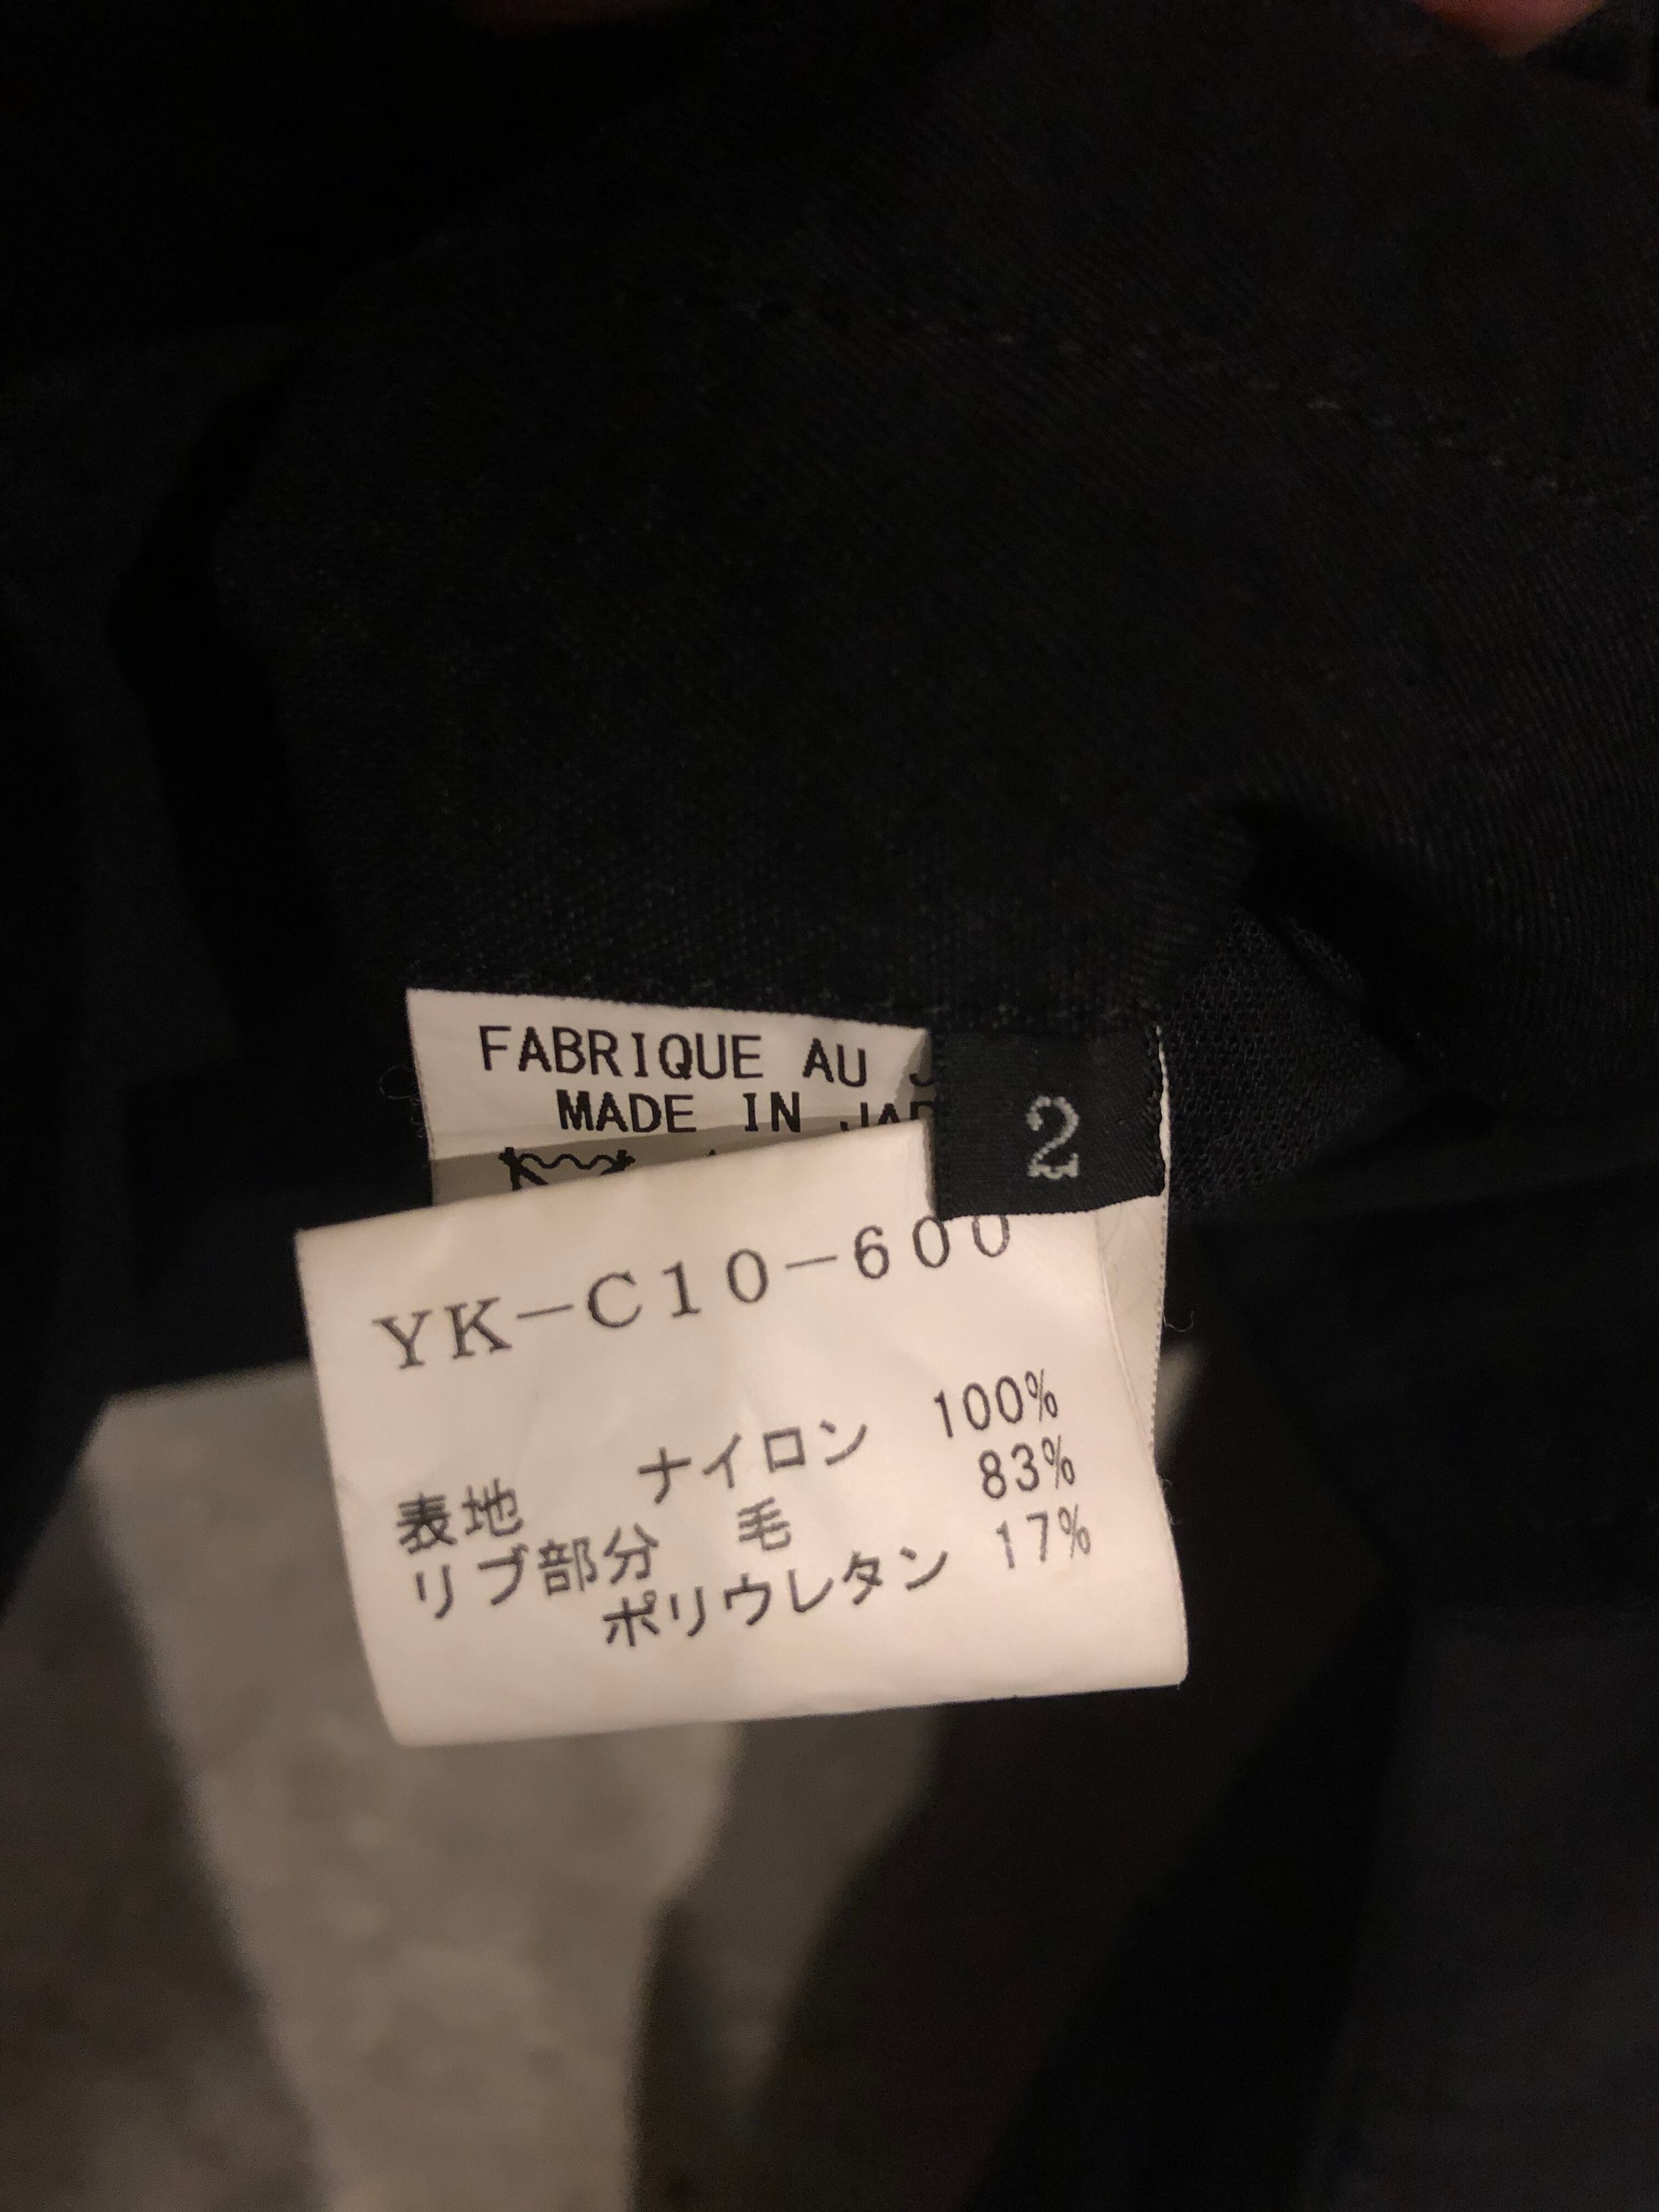 FABRIQUE AU
MADE IN
2
YK-C10-600
表地 ナイロン 100%
リブ部分 毛 83%
ポリウレタン 17%